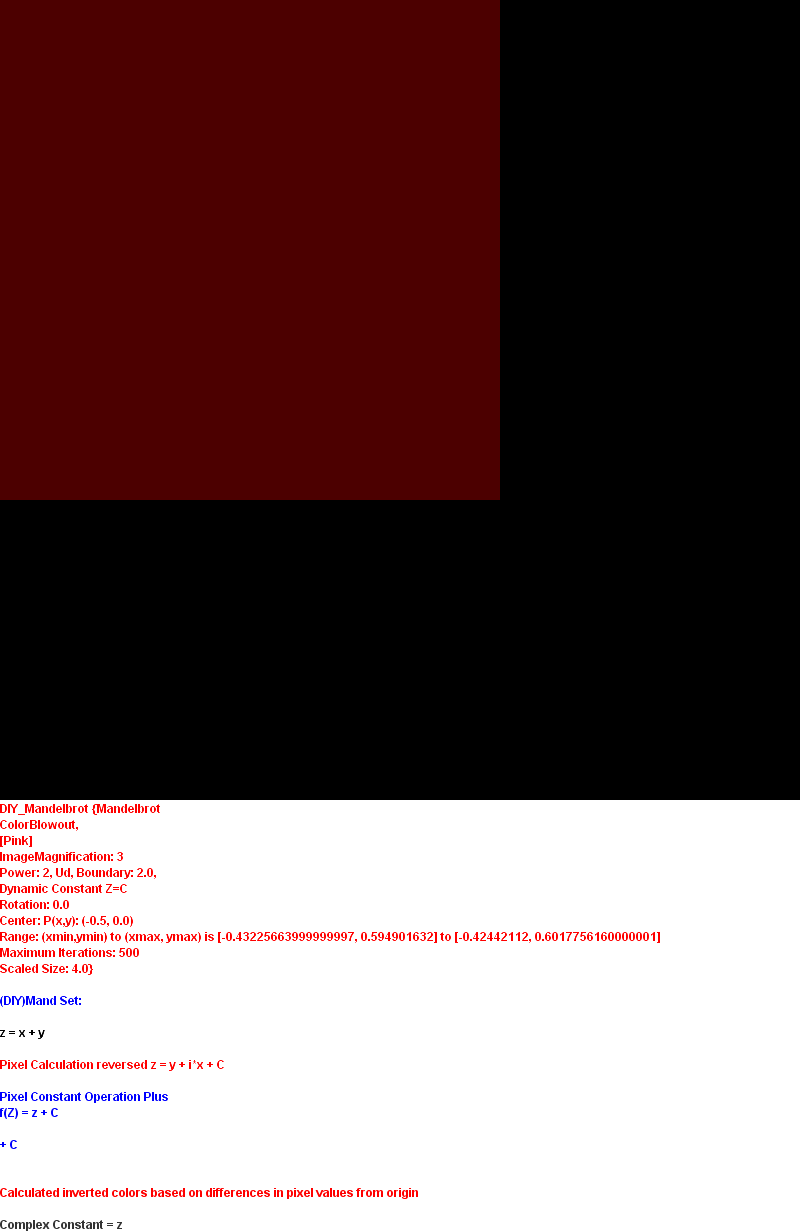 DIY_Mandelbrot {Mandelbrot
ColorBlowout,
[Pink]
ImageMagnification: 3
Power: 2, Ud, Boundary: 2.0,
Dynamic Constant Z=C
Rotation: 0.0
Center: P(x,y): (-0.5, 0.0)
Range: (xmin,ymin) to (xmax, ymax) is [-0.43225663999999997, 0.594901632] to [-0.42442112, 0.6017756160000001]
Maximum Iterations: 500
Scaled Size: 4.0}
(DIY)Mand Set:
z = x + y
Pixel Calculation reversed z = y + i*x + C
Pixel Constant Operation Plus
f(Z) = z + C
+ C
Calculated inverted colors based on differences in pixel values from origin
Complex Constant = z